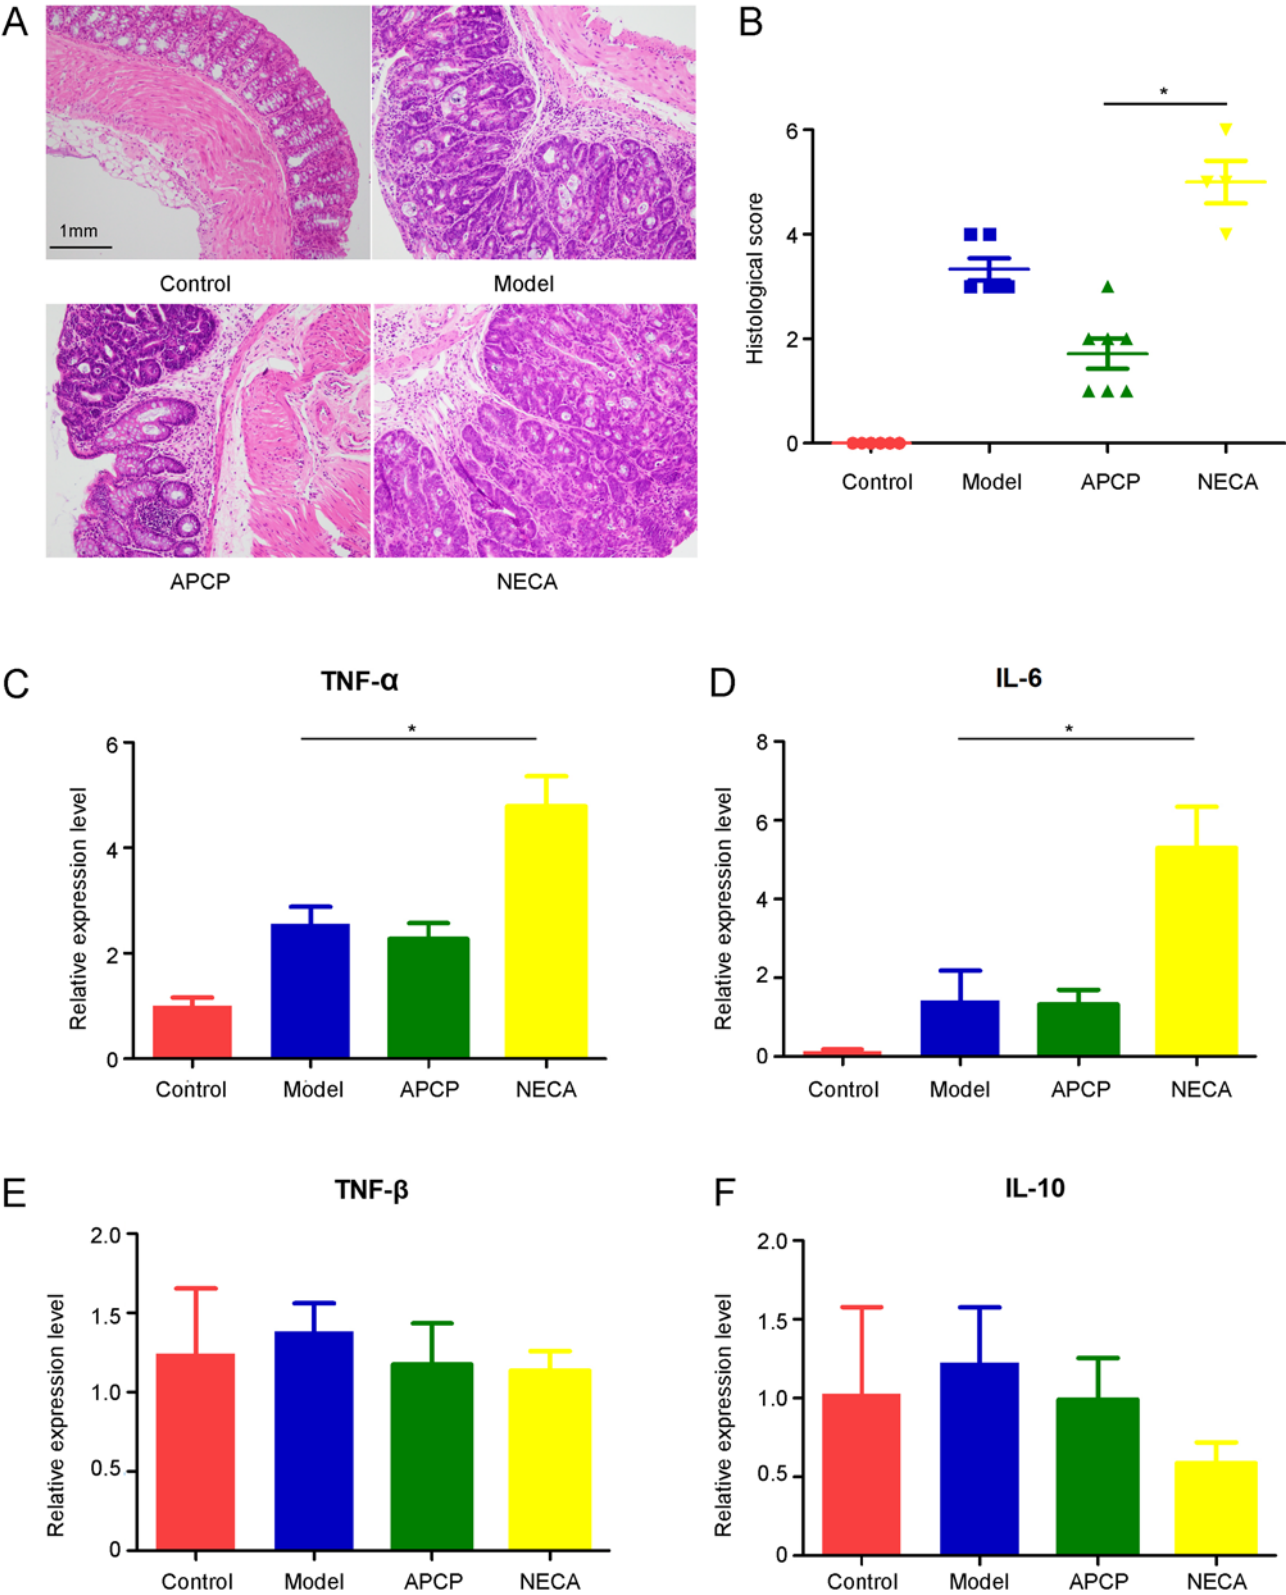 A
1mm
Control
Model
APCP
NECA
B
*
Histological score
6
4
2
0
Control
Model
APCP
NECA
C
TNF-α
*
Relative expression level
6
4
2
0
Control
Model
APCP
NECA
D
IL-6
*
Relative expression level
8
6
4
2
0
Control
Model
APCP
NECA
E
TNF-β
Relative expression level
2.0
1.5
1.0
0.5
0
Control
Model
APCP
NECA
F
IL-10
Relative expression level
2.0
1.5
1.0
0.5
0
Control
Model
APCP
NECA